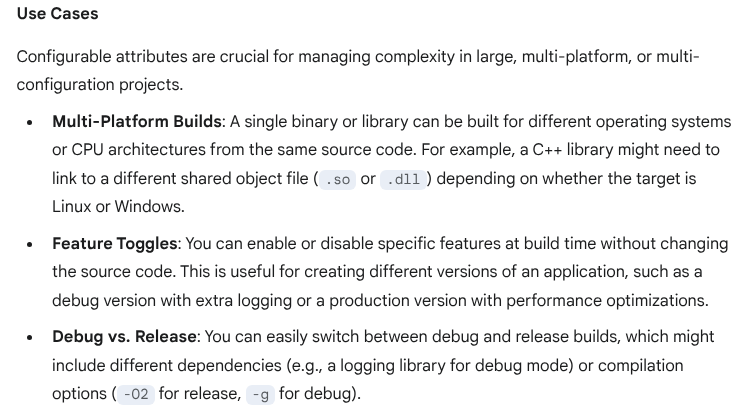 Use Cases
Configurable attributes are crucial for managing complexity in large, multi-platform, or multi-
configuration projects.
• Multi-Platform Builds: A single binary or library can be built for different operating systems
or CPU architectures from the same source code. For example, a C++ library might need to
link to a different shared object file ( .so or .dll ) depending on whether the target is
Linux or Windows.
• Feature Toggles: You can enable or disable specific features at build time without changing
the source code. This is useful for creating different versions of an application, such as a
debug version with extra logging or a production version with performance optimizations.
• Debug vs. Release: You can easily switch between debug and release builds, which might
include different dependencies (e.g., a logging library for debug mode) or compilation
options ( -O2 for release, -g for debug).